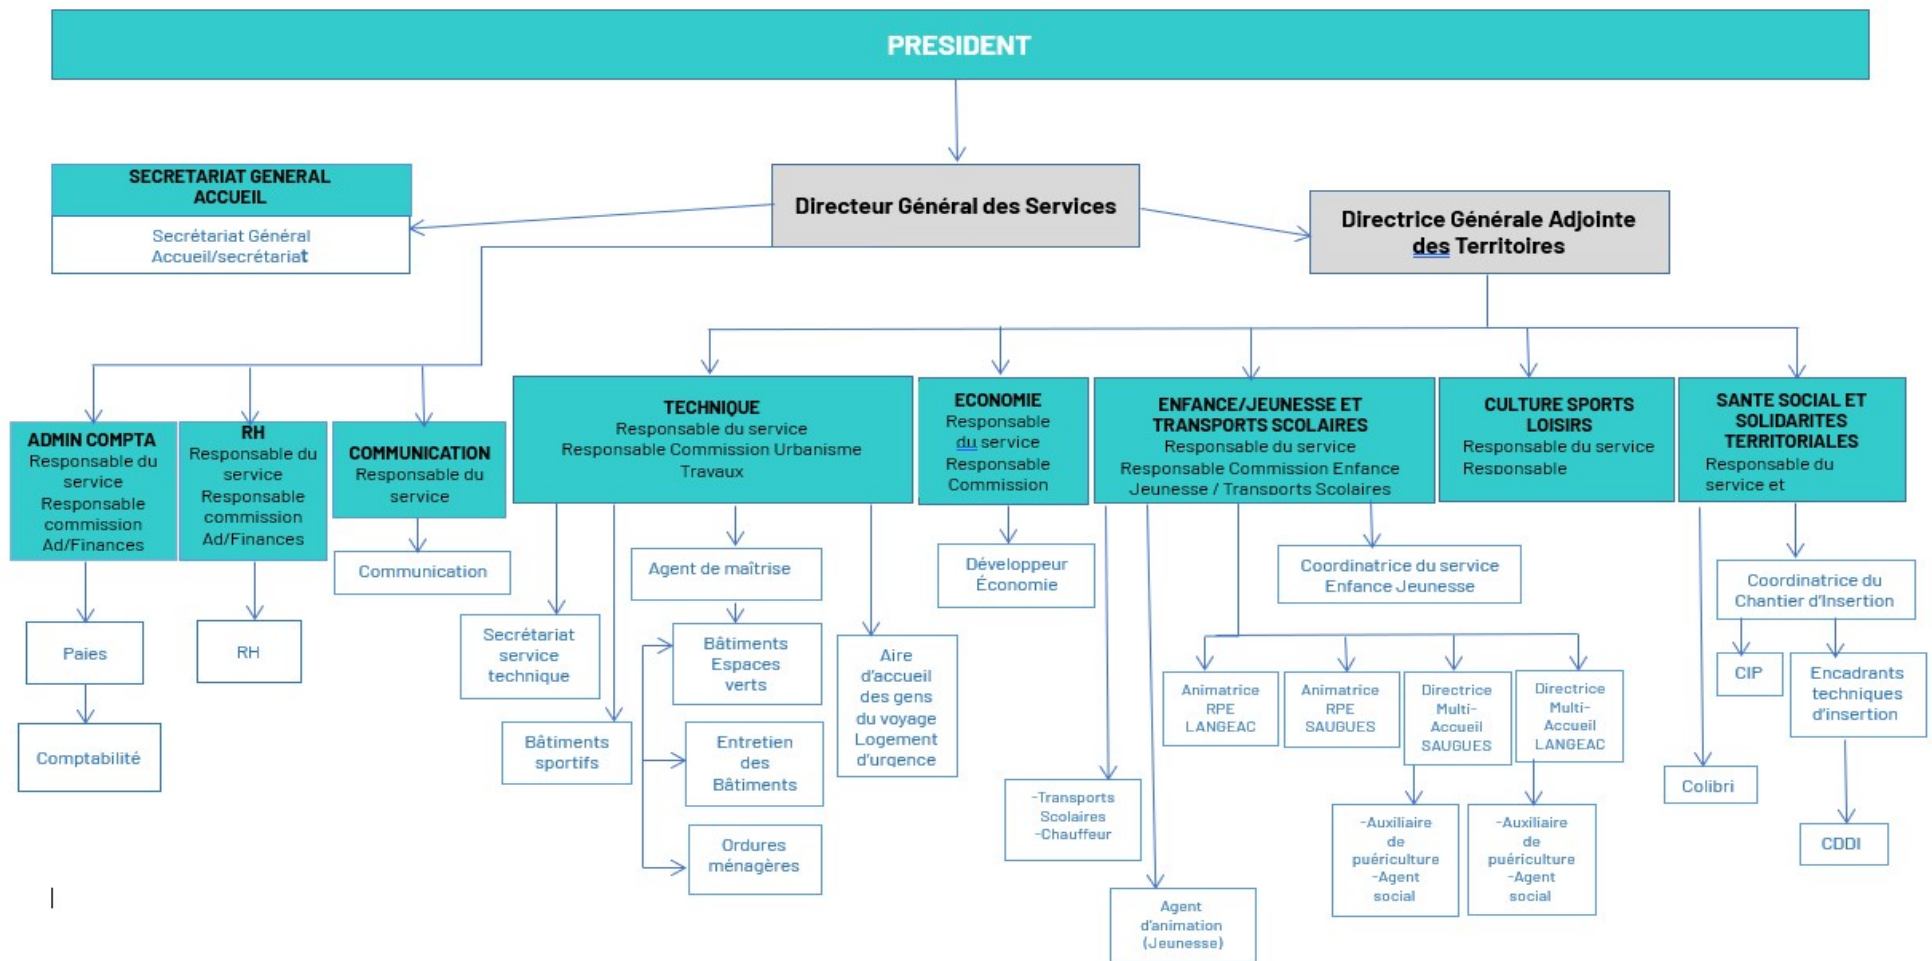 PRESIDENT
SECRETARIAT GENERAL
ACCUEIL
Secrétariat Général
Accueil/secrétariat
Directeur Général des Services
Directrice Générale Adjointe
des Territoires
ADMIN COMPTA
Responsable du
service
Responsable
commission
Ad/Finances
RH
Responsable du
service
Responsable
commission
Ad/Finances
COMMUNICATION
Responsable du
service
TECHNIQUE
Responsable du service
Responsable Commission Urbanisme
Travaux
ECONOMIE
Responsable
du service
Responsable
Commission
ENFANCE/JEUNESSE ET
TRANSPORTS SCOLAIRES
Responsable du service
Responsable Commission Enfance
Jeunesse / Transports Scolaires
CULTURE SPORTS
LOISIRS
Responsable du service
Responsable
SANTE SOCIAL ET
SOLIDARITES
TERRITORIALES
Responsable du
service et
Paies
Comptabilité
RH
Communication
Secrétariat
service
technique
Bâtiments
sportifs
Agent de maîtrise
Bâtiments
Espaces
verts
Entretien
des
Bâtiments
Ordures
ménagères
Aire
d'accueil
des gens
du voyage
Logement
d'urgence
Développeur
Économie
-Transports
Scolaires
-Chauffeur
Agent
d'animation
(Jeunesse)
Coordinatrice du service
Enfance Jeunesse
Animatrice
RPE
LANGEAC
Animatrice
RPE
SAUGUES
Directrice
Multi-
Accueil
SAUGUES
Directrice
Multi-
Accueil
LANGEAC
-Auxiliaire
de
puériculture
-Agent
social
-Auxiliaire
de
puériculture
-Agent
social
Colibri
Coordinatrice du
Chantier d'Insertion
CIP
Encadrants
techniques
d'insertion
CDDI